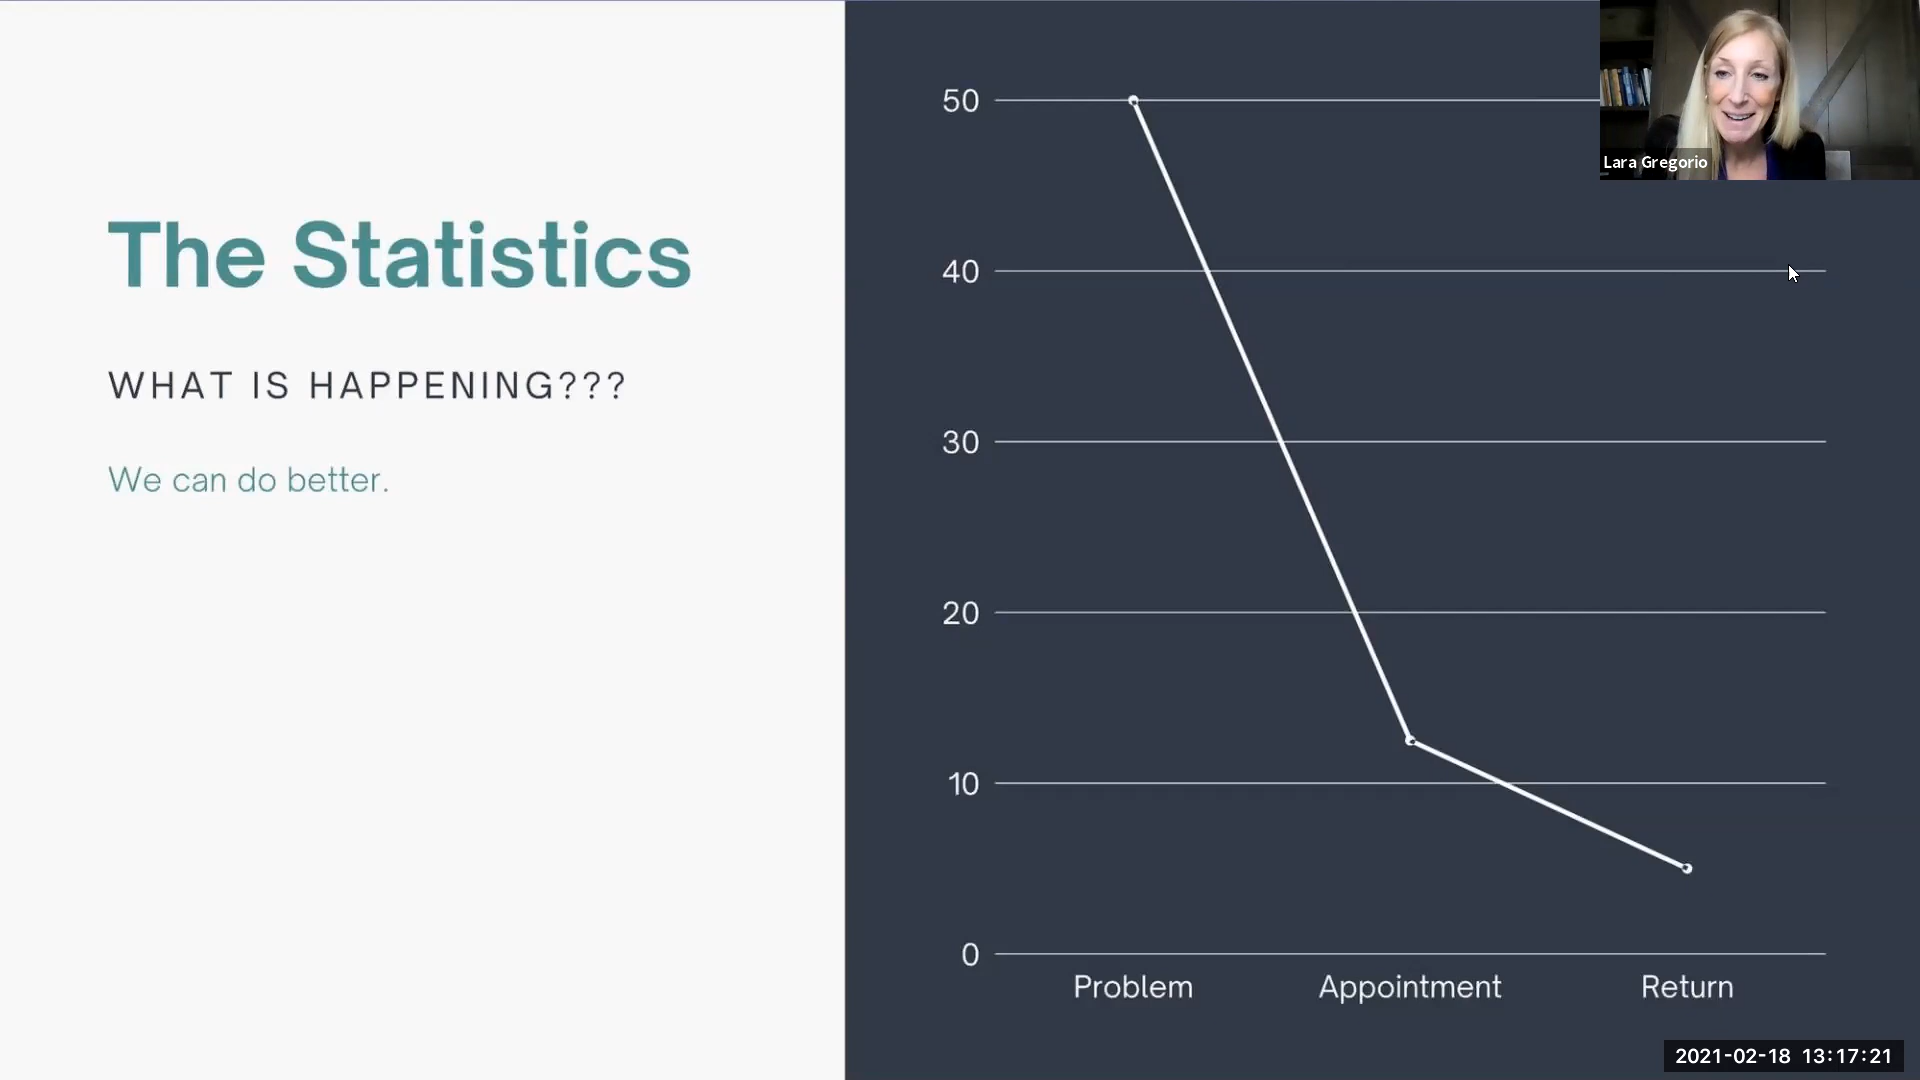 The Statistics
WHAT IS HAPPENING???
We can do better.
50
40
30
20
10
0
Problem Appointment Return
Lara Gregorio
2021-02-18 13:17:21